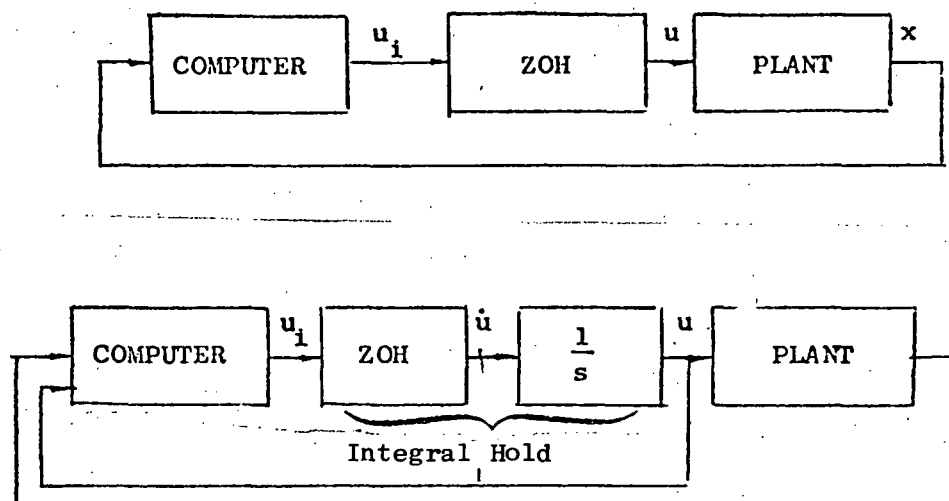 u_i u x
COMPUTER ZOH PLANT
u_i u̇ u
COMPUTER ZOH 1/s PLANT
Integral Hold